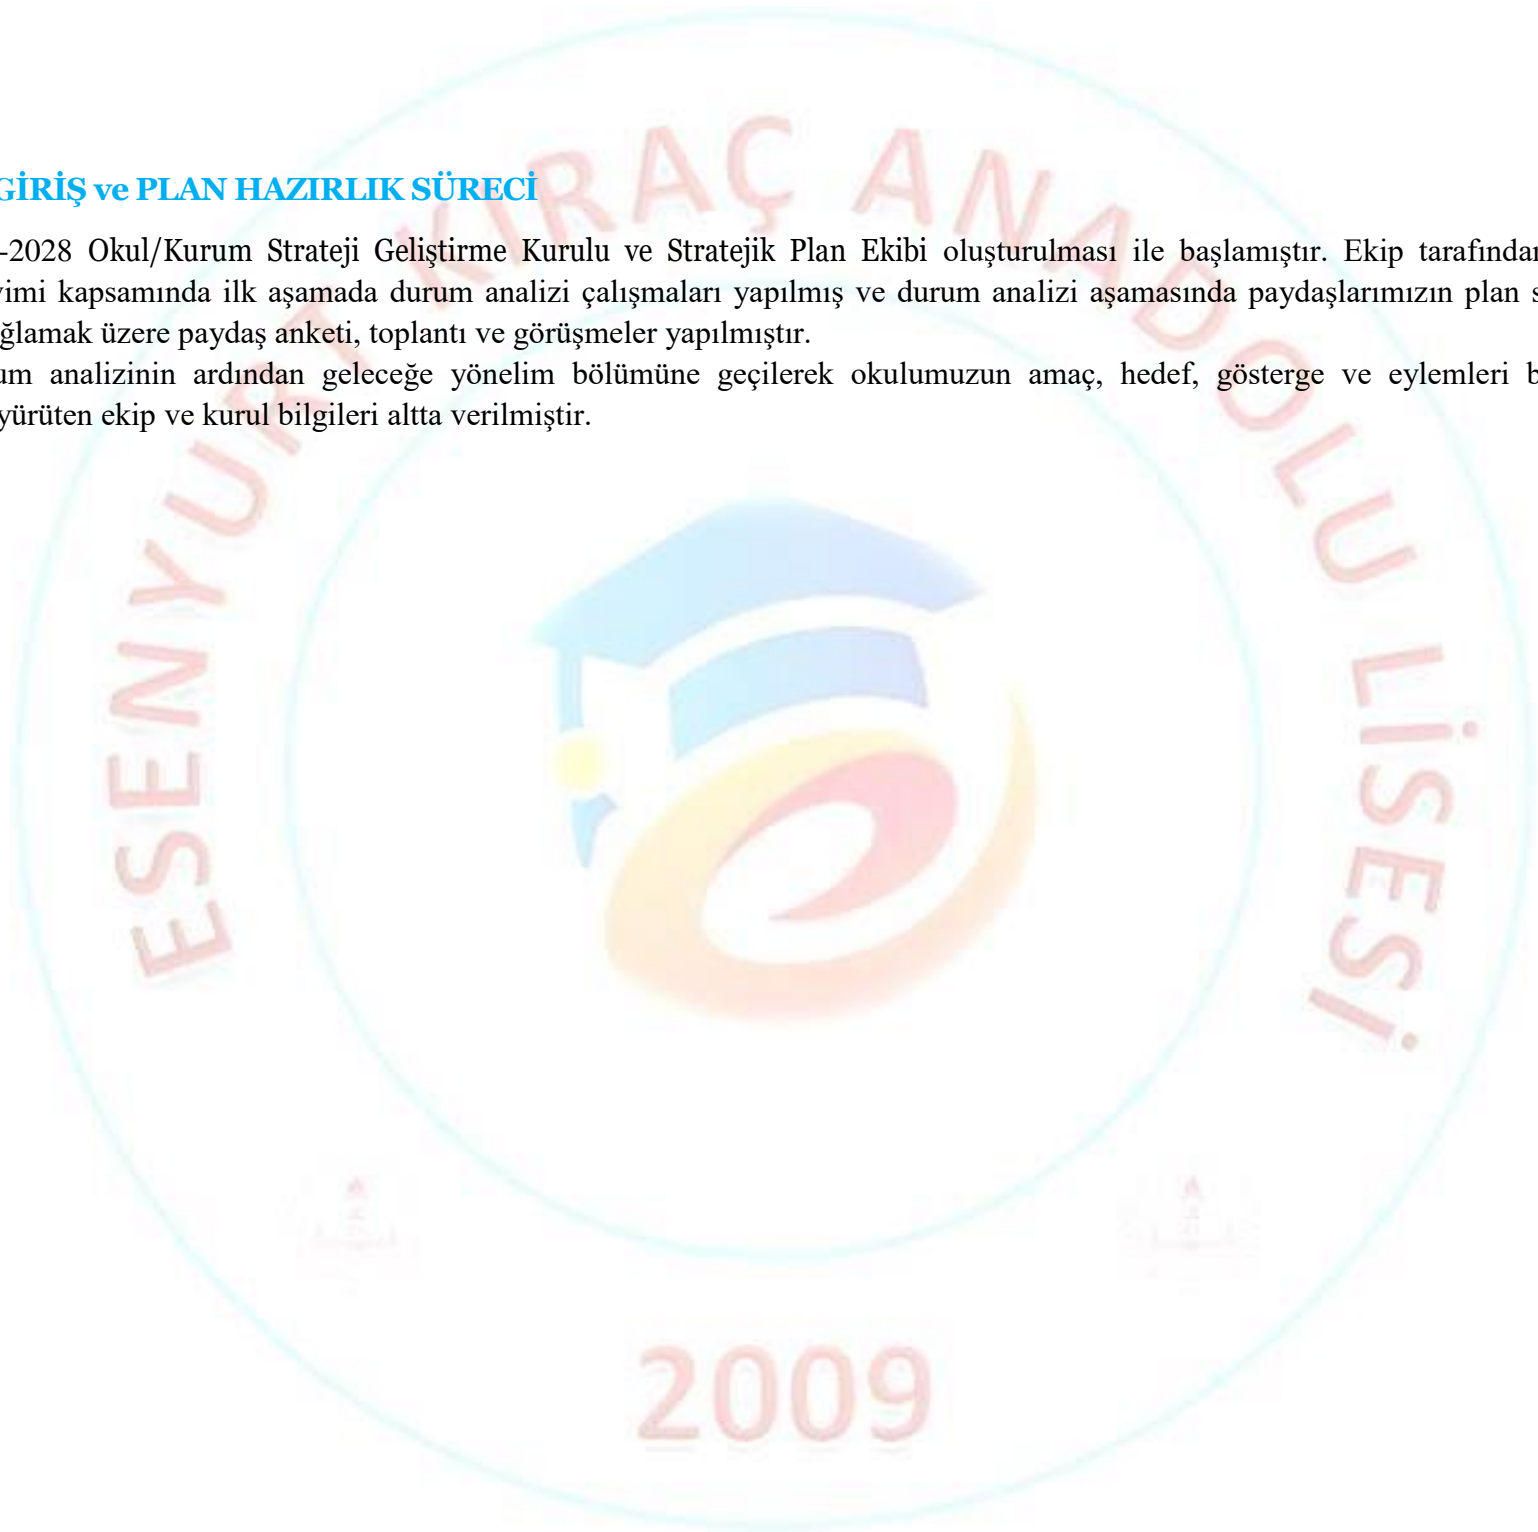 GİRİŞ ve PLAN HAZIRLIK SÜRECİ
-2028 Okul/Kurum Strateji Geliştirme Kurulu ve Stratejik Plan Ekibi oluşturulması ile başlamıştır. Ekip tarafından
kapsamında ilk aşamada durum analizi çalışmaları yapılmış ve durum analizi aşamasında paydaşlarımızın plan
ğlamak üzere paydaş anketi, toplantı ve görüşmeler yapılmıştır.
um analizinin ardından geleceğe yönelim bölümüne geçilerek okulumuzun amaç, hedef, gösterge ve eylemleri b
yürüten ekip ve kurul bilgileri altta verilmiştir.
ESENYURT KIRAÇ ANADOLU LİSESİ
2009